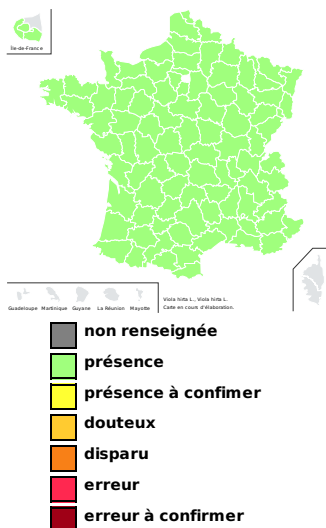 Île-de-France
Guadeloupe Martinique Guyane La Réunion Mayotte
Viola hirta L., Viola hirta L.
Carte en cours d'élaboration.
non renseignée
présence
présence à confimer
douteux
disparu
erreur
erreur à confirmer